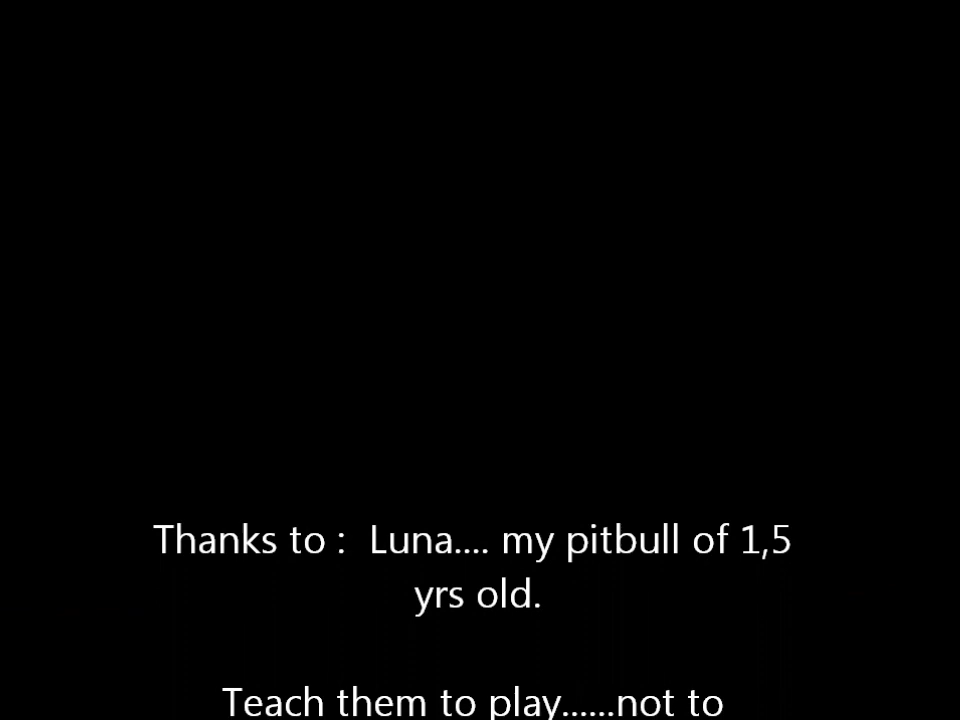 Thanks to :  Luna.... my pitbull of 1,5
yrs old.
Teach them to play......not to